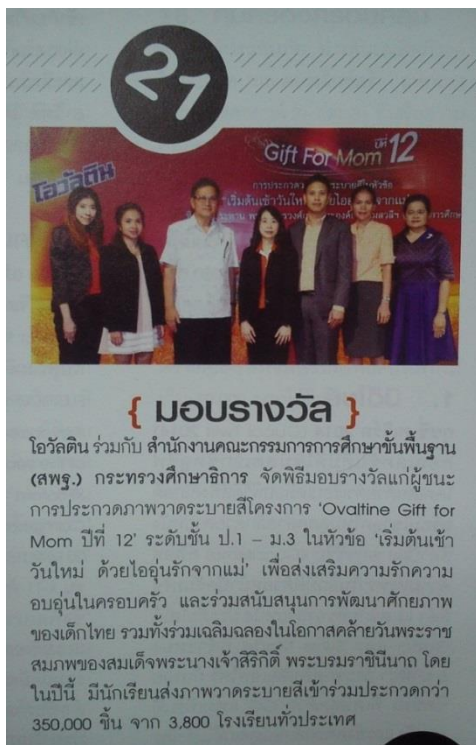 21
โอวัลติน
Gift For Mom ปีที่ 12
{ มอบรางวัล }
โอวัลติน ร่วมกับ สำนักงานคณะกรรมการการศึกษาขั้นพื้นฐาน
(สพฐ.) กระทรวงศึกษาธิการ จัดพิธีมอบรางวัลแก่ผู้ชนะ
การประกวดภาพวาดระบายสีโครงการ ‘Ovaltine Gift for
Mom ปีที่ 12’ ระดับชั้น ป.1 – ม.3 ในหัวข้อ ‘เริ่มต้นเช้า
วันใหม่ ด้วยไออุ่นรักจากแม่’ เพื่อส่งเสริมความรักความ
อบอุ่นในครอบครัว และร่วมสนับสนุนการพัฒนาศักยภาพ
ของเด็กไทย รวมทั้งร่วมเฉลิมฉลองในโอกาสคล้ายวันพระราช
สมภพของสมเด็จพระนางเจ้าสิริกิติ์ พระบรมราชินีนาถ โดย
ในปีนี้ มีนักเรียนส่งภาพวาดระบายสีเข้าร่วมประกวดกว่า
350,000 ชิ้น จาก 3,800 โรงเรียนทั่วประเทศ